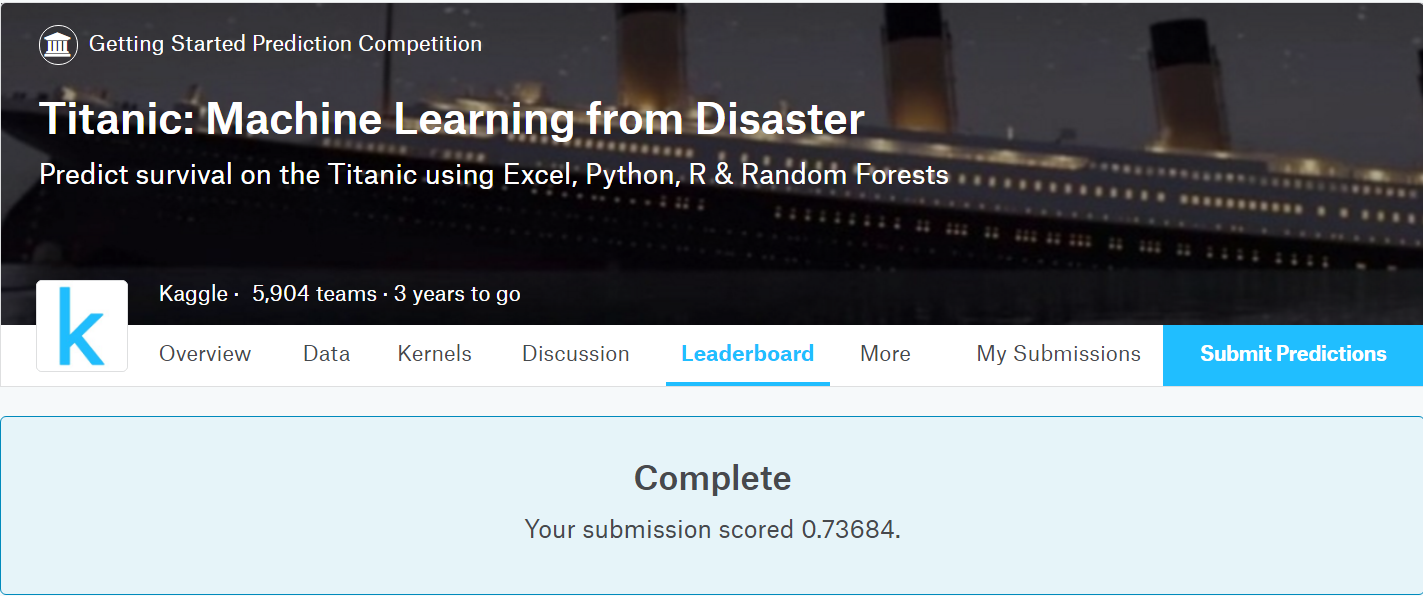 Getting Started Prediction Competition
Titanic: Machine Learning from Disaster
Predict survival on the Titanic using Excel, Python, R & Random Forests
k
Kaggle · 5,904 teams · 3 years to go
Overview Data Kernels Discussion Leaderboard More My Submissions Submit Predictions
Complete
Your submission scored 0.73684.